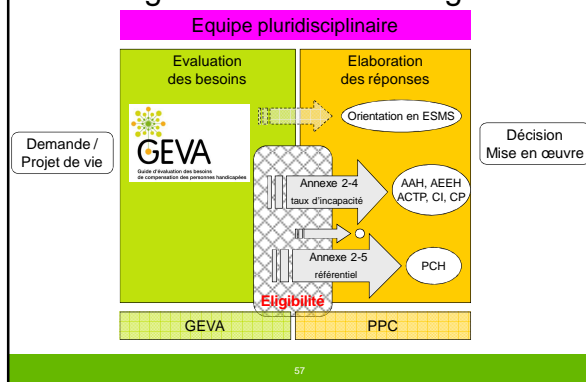 Equipe pluridisciplinaire
Evaluation
des besoins
Elaboration
des réponses
GEVA
Guide d'évaluation des besoins
de compensation des personnes handicapées
Orientation en ESMS
Demande /
Projet de vie
Décision
Mise en œuvre
Annexe 2-4
taux d'incapacité
AAH, AEEH
ACTP, CI, CP
Annexe 2-5
référentiel
PCH
Eligibilité
GEVA
PPC
57